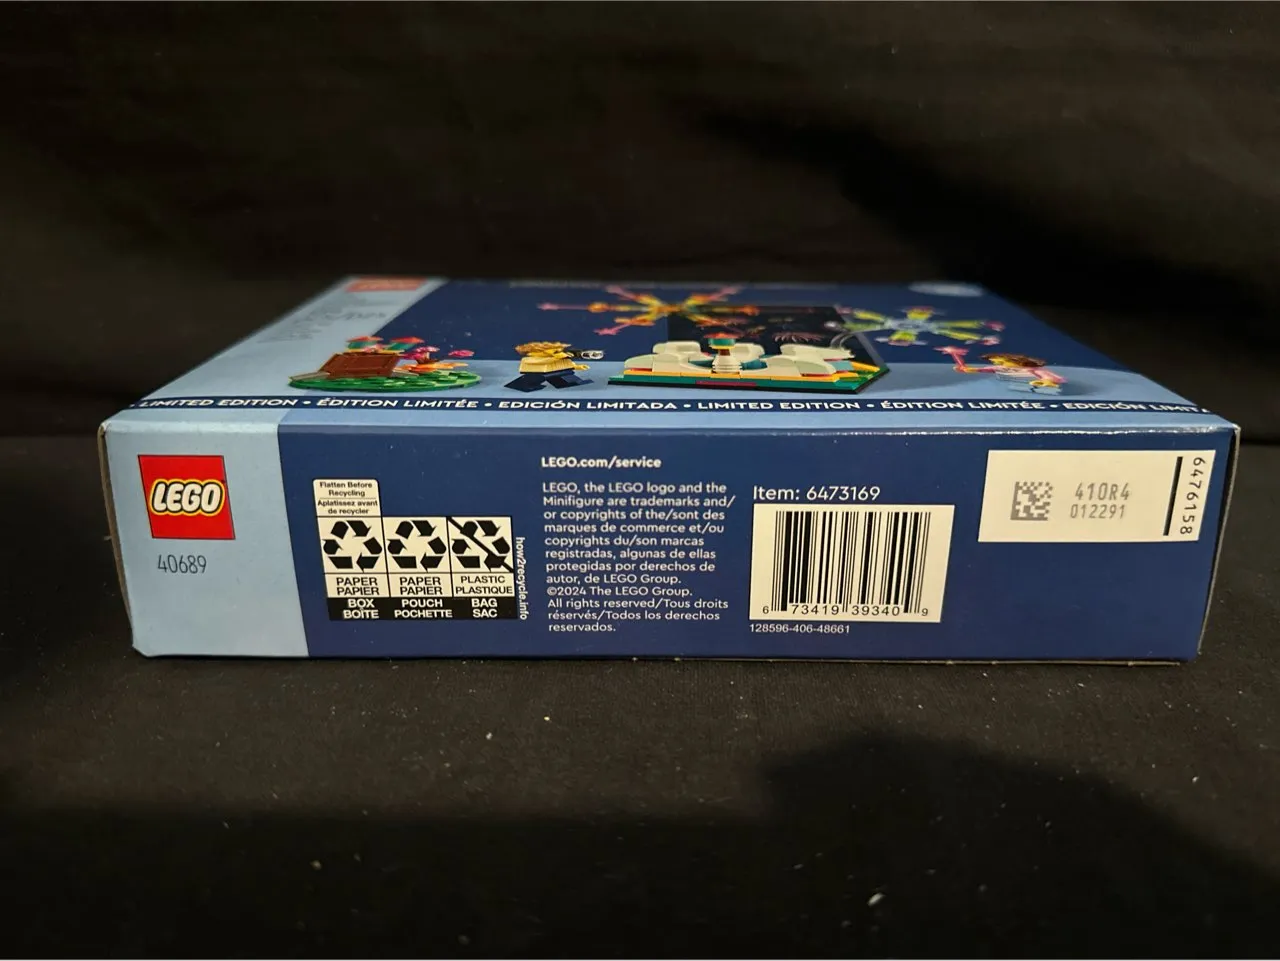 LIMITED EDITION • ÉDITION LIMITÉE • EDICIÓN LIMITADA • LIMITED EDITION • ÉDITION LIMITÉE • EDICIÓN LIMIT
LEGO
40689
Flatten Before
Recycling
Aplatissez avant
de recycler
PAPER
PAPIER
BOX
BOÎTE
PAPER
PAPIER
POUCH
POCHETTE
PLASTIC
PLASTIQUE
BAG
SAC
how2recycle.info
LEGO.com/service
LEGO, the LEGO logo and the
Minifigure are trademarks and/
or copyrights of the/sont des
marques de commerce et/ou
copyrights du/son marcas
registradas, algunas de ellas
protegidas por derechos de
autor, de LEGO Group.
©2024 The LEGO Group.
All rights reserved/Tous droits
réservés/Todos los derechos
reservados.
Item: 6473169
6 73419 39340 9
128596-406-48661
410R4
012291
6476158